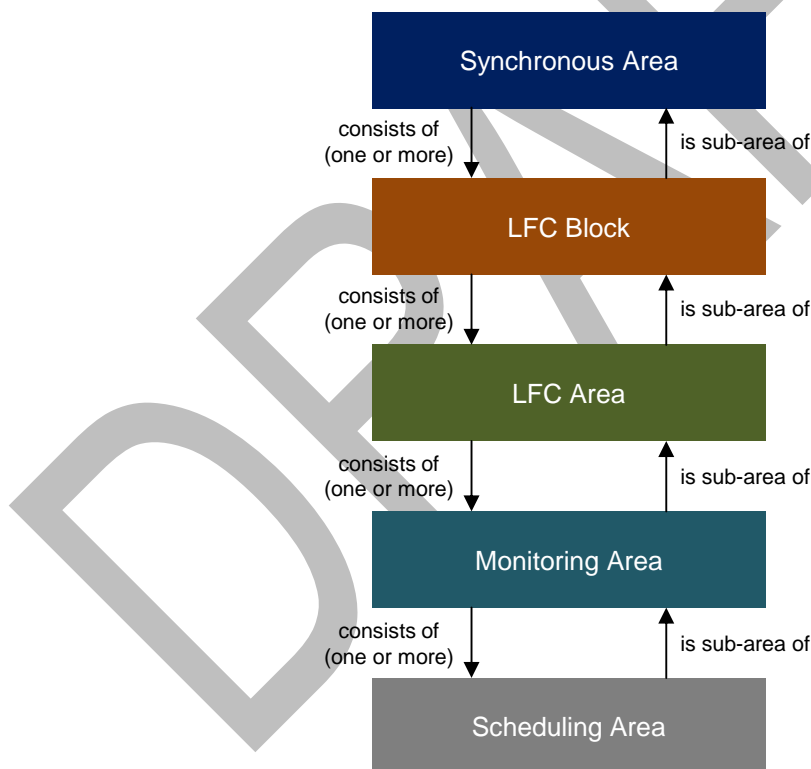 Synchronous Area
consists of
(one or more)
is sub-area of
LFC Block
consists of
(one or more)
is sub-area of
LFC Area
consists of
(one or more)
is sub-area of
Monitoring Area
consists of
(one or more)
is sub-area of
Scheduling Area